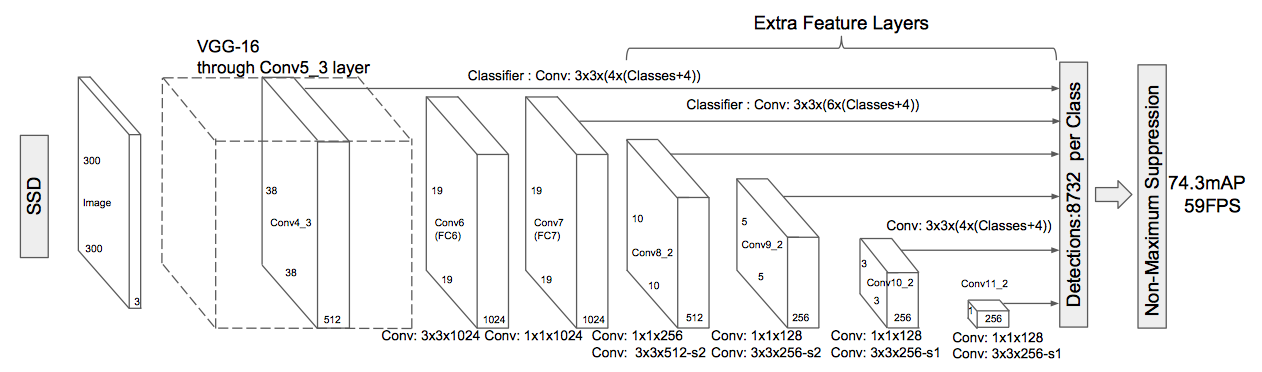 Extra Feature Layers
VGG-16
through Conv5_3 layer
Classifier : Conv: 3x3x(4x(Classes+4))
Classifier : Conv: 3x3x(6x(Classes+4))
SSD
300
Image
300
3
38
Conv4_3
38
512
19
Conv6
(FC6)
19
1024
19
Conv7
(FC7)
19
1024
10
Conv8_2
10
512
5
Conv9_2
5
256
Conv: 3x3x(4x(Classes+4))
3
Conv10_2
3
256
Conv11_2
1
256
Detections:8732 per Class
Non-Maximum Suppression
74.3mAP
59FPS
Conv: 3x3x1024
Conv: 1x1x1024
Conv: 1x1x256
Conv: 3x3x512-s2
Conv: 1x1x128
Conv: 3x3x256-s2
Conv: 1x1x128
Conv: 3x3x256-s1
Conv: 1x1x128
Conv: 3x3x256-s1